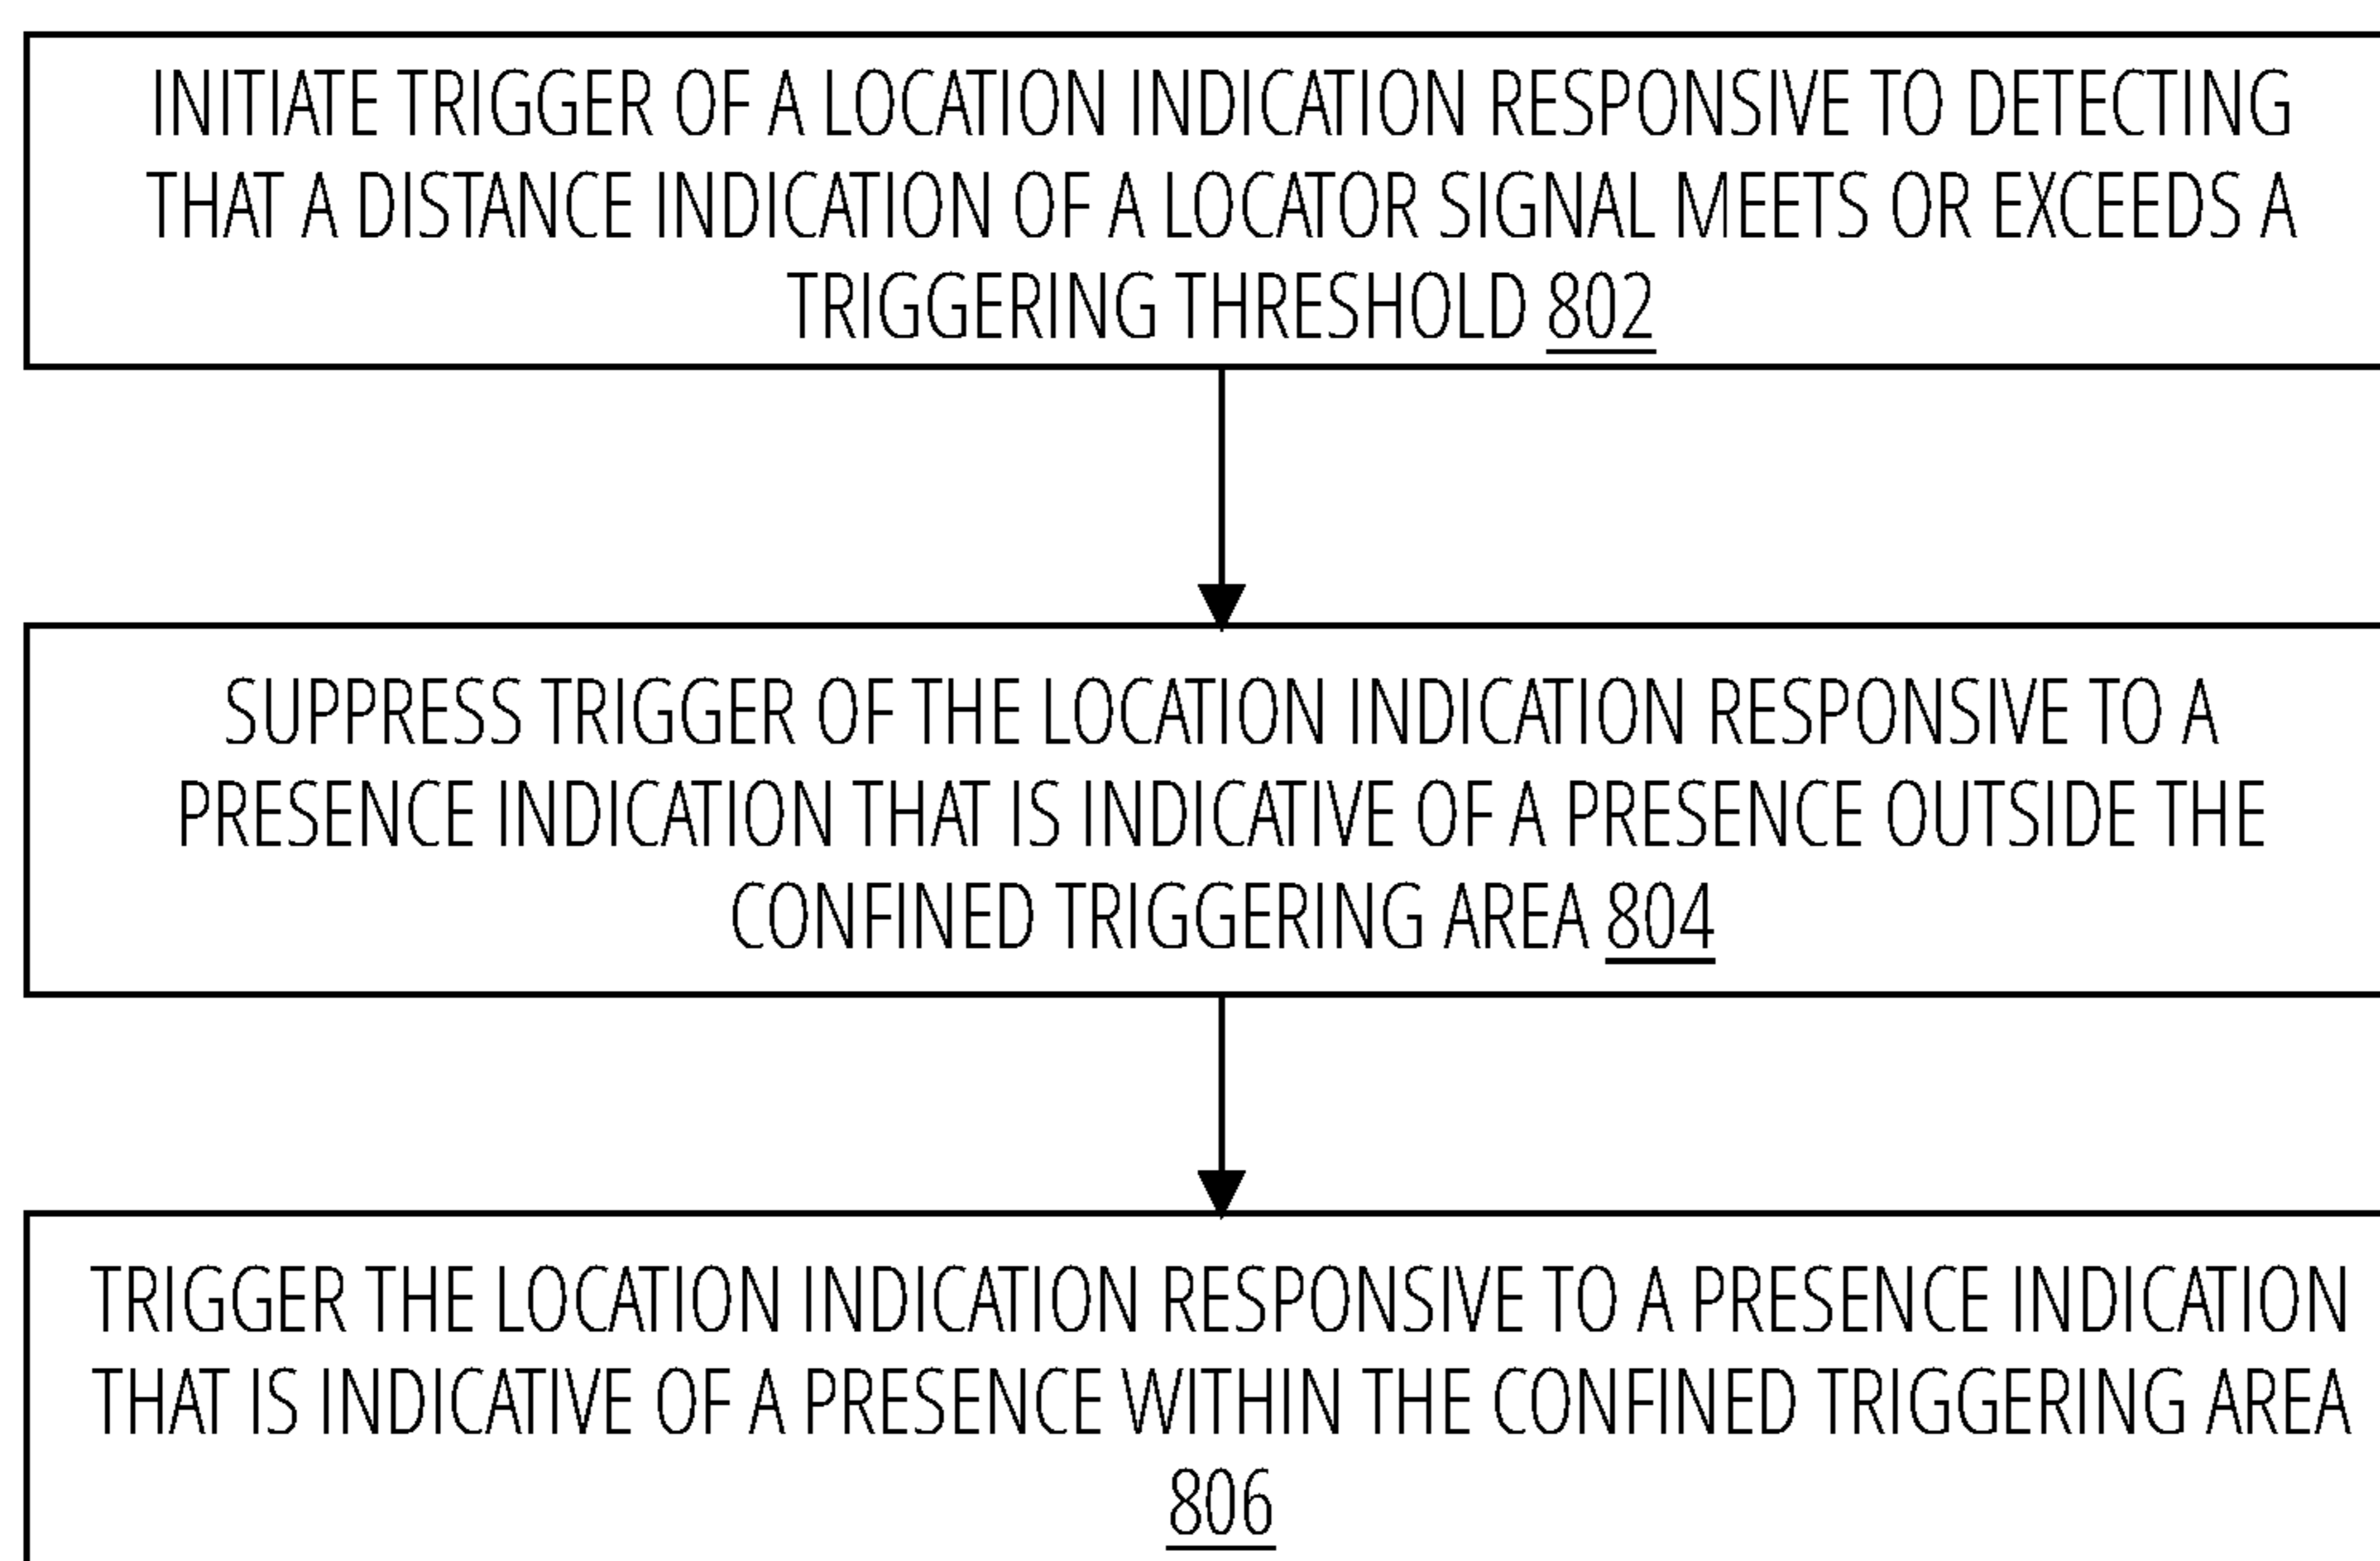 INITIATE TRIGGER OF A LOCATION INDICATION RESPONSIVE TO DETECTING
THAT A DISTANCE INDICATION OF A LOCATOR SIGNAL MEETS OR EXCEEDS A
TRIGGERING THRESHOLD 802
SUPPRESS TRIGGER OF THE LOCATION INDICATION RESPONSIVE TO A
PRESENCE INDICATION THAT IS INDICATIVE OF A PRESENCE OUTSIDE THE
CONFINED TRIGGERING AREA 804
TRIGGER THE LOCATION INDICATION RESPONSIVE TO A PRESENCE INDICATION
THAT IS INDICATIVE OF A PRESENCE WITHIN THE CONFINED TRIGGERING AREA
806